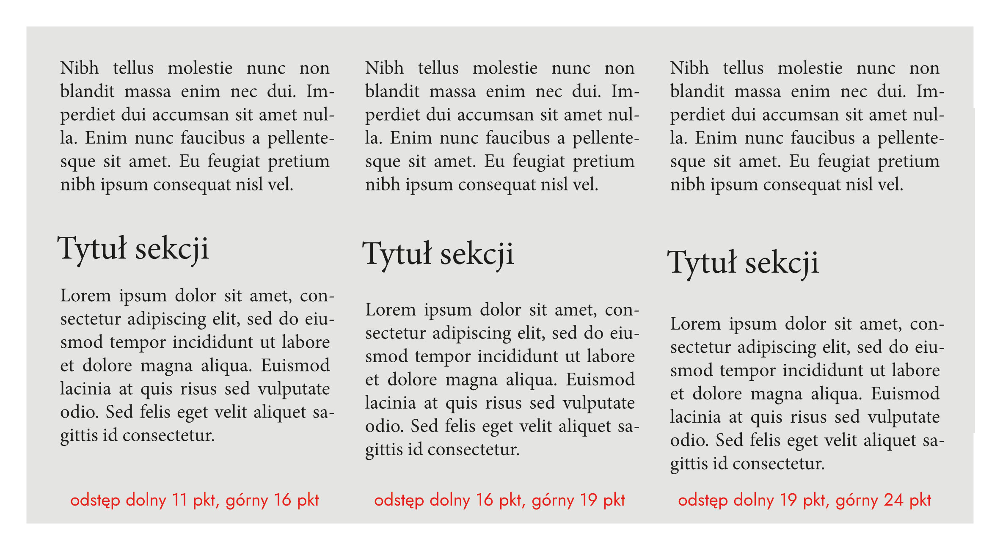 Nibh tellus molestie nunc non
blandit massa enim nec dui. Im-
perdiet dui accumsan sit amet nul-
la. Enim nunc faucibus a pellente-
sque sit amet. Eu feugiat pretium
nibh ipsum consequat nisl vel.
Tytuł sekcji
Lorem ipsum dolor sit amet, con-
sectetur adipiscing elit, sed do eiu-
smod tempor incididunt ut labore
et dolore magna aliqua. Euismod
lacinia at quis risus sed vulputate
odio. Sed felis eget velit aliquet sa-
gittis id consectetur.
odstęp dolny 11 pkt, górny 16 pkt
Nibh tellus molestie nunc non
blandit massa enim nec dui. Im-
perdiet dui accumsan sit amet nul-
la. Enim nunc faucibus a pellente-
sque sit amet. Eu feugiat pretium
nibh ipsum consequat nisl vel.
Tytuł sekcji
Lorem ipsum dolor sit amet, con-
sectetur adipiscing elit, sed do eiu-
smod tempor incididunt ut labore
et dolore magna aliqua. Euismod
lacinia at quis risus sed vulputate
odio. Sed felis eget velit aliquet sa-
gittis id consectetur.
odstęp dolny 16 pkt, górny 19 pkt
Nibh tellus molestie nunc non
blandit massa enim nec dui. Im-
perdiet dui accumsan sit amet nul-
la. Enim nunc faucibus a pellente-
sque sit amet. Eu feugiat pretium
nibh ipsum consequat nisl vel.
Tytuł sekcji
Lorem ipsum dolor sit amet, con-
sectetur adipiscing elit, sed do eiu-
smod tempor incididunt ut labore
et dolore magna aliqua. Euismod
lacinia at quis risus sed vulputate
odio. Sed felis eget velit aliquet sa-
gittis id consectetur.
odstęp dolny 19 pkt, górny 24 pkt